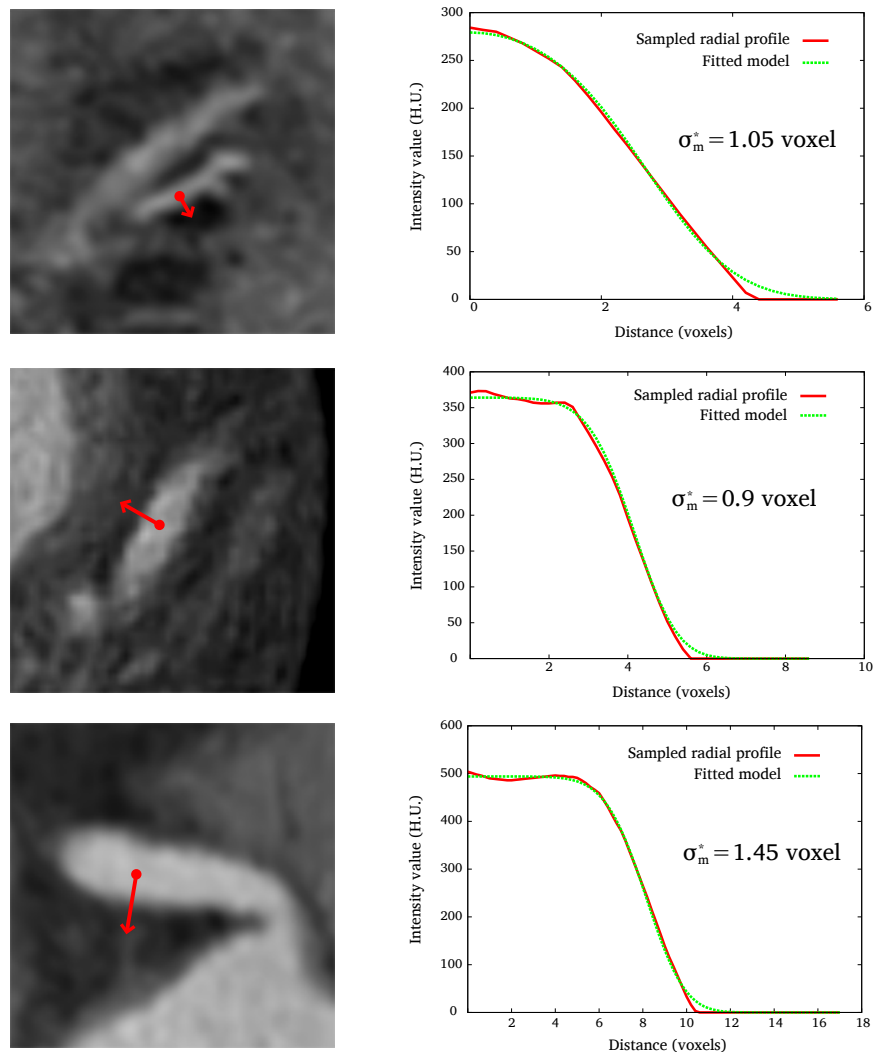 300
250
200
150
100
50
0
0
2
4
6
Intensity value (H.U.)
Distance (voxels)
Sampled radial profile
Fitted model
σ*m = 1.05 voxel
400
350
300
250
200
150
100
50
0
2
4
6
8
10
Intensity value (H.U.)
Distance (voxels)
Sampled radial profile
Fitted model
σ*m = 0.9 voxel
600
500
400
300
200
100
0
2
4
6
8
10
12
14
16
18
Intensity value (H.U.)
Distance (voxels)
Sampled radial profile
Fitted model
σ*m = 1.45 voxel